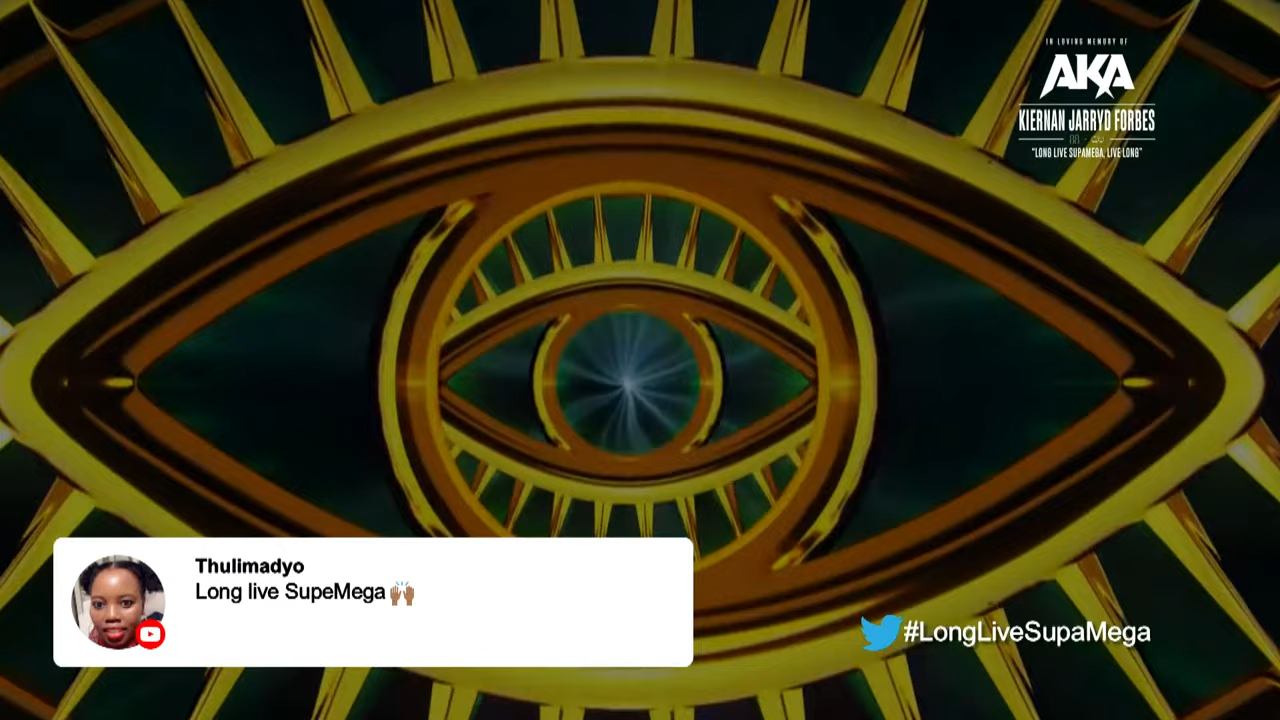 IN LOVING MEMORY OF
AKA
KIERNAN JARRYD FORBES
"LONG LIVE SUPAMEGA, LIVE LONG"
Thulimadyo
Long live SupeMega 🙌🏾
#LongLiveSupaMega